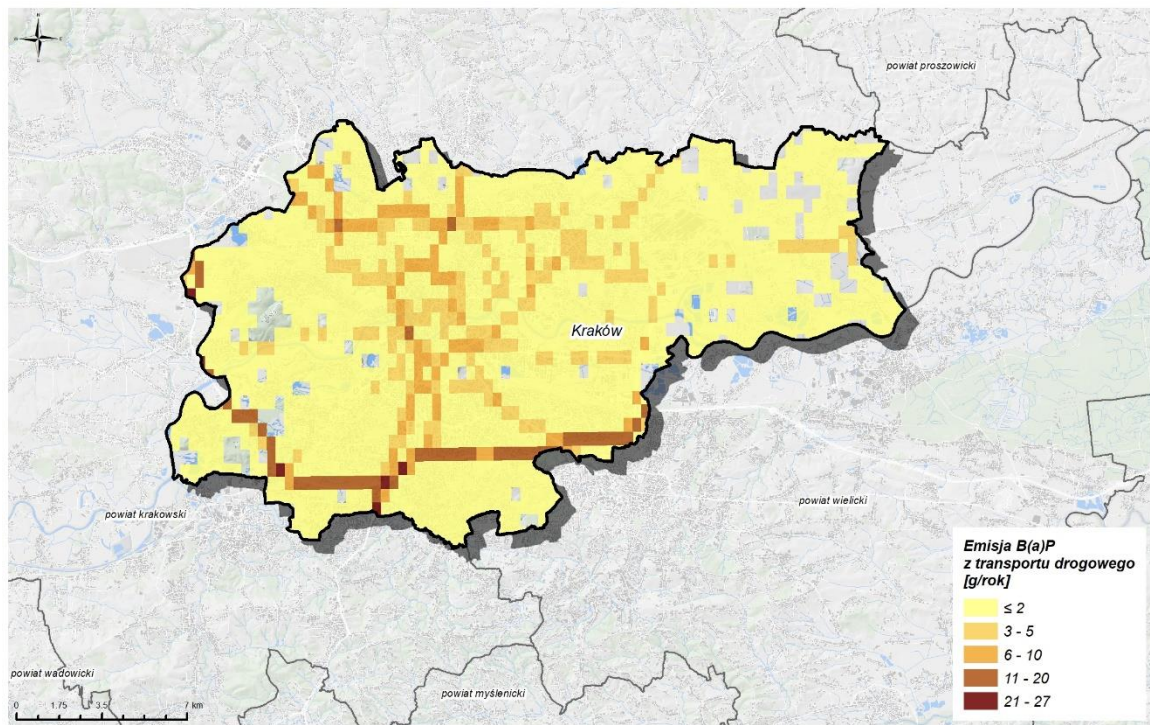 powiat proszowicki
Kraków
powiat krakowski
powiat wielicki
powiat wadowicki
powiat myślenicki
0 1.75 3.5 7 km
Emisja B(a)P
z transportu drogowego
[g/rok]
≤ 2
3 - 5
6 - 10
11 - 20
21 - 27